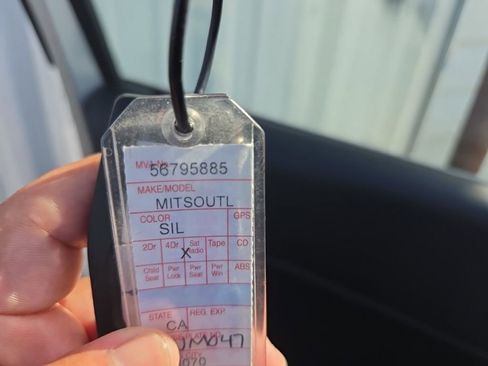 MVA No.
56795885
MAKE/MODEL
MITSOUTL
COLOR GPS
SIL
2Dr 4Dr Sat Radio Tape CD
X
Child Seat Pwr Lock Pwr Seat Pwr Win ABS
STATE REG. EXP.
CA